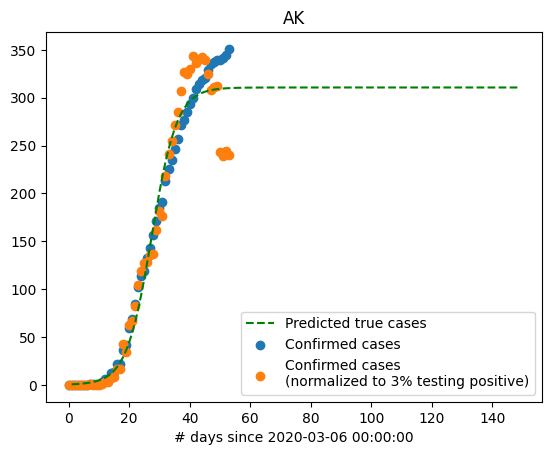 AK
350
300
250
200
150
100
50
0
Predicted true cases
Confirmed cases
Confirmed cases
(normalized to 3% testing positive)
0 20 40 60 80 100 120 140
# days since 2020-03-06 00:00:00